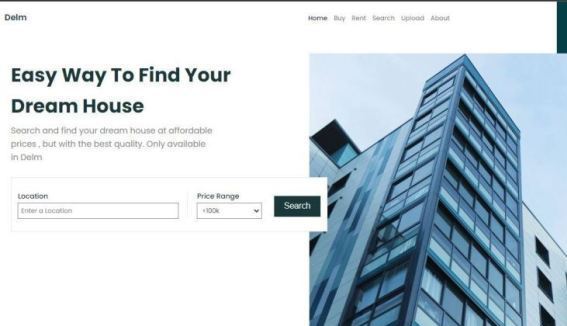 Delm
Home Buy Rent Search Upload About
Easy Way To Find Your
Dream House
Search and find your dream house at affordable
prices , but with the best quality. Only available
in Delm
Location
Price Range
Enter a Location
<100k
Search